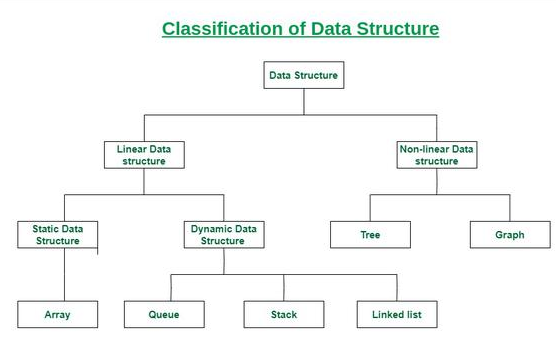 Classification of Data Structure
Data Structure
Linear Data
structure
Non-linear Data
structure
Static Data
Structure
Dynamic Data
Structure
Tree
Graph
Array
Queue
Stack
Linked list